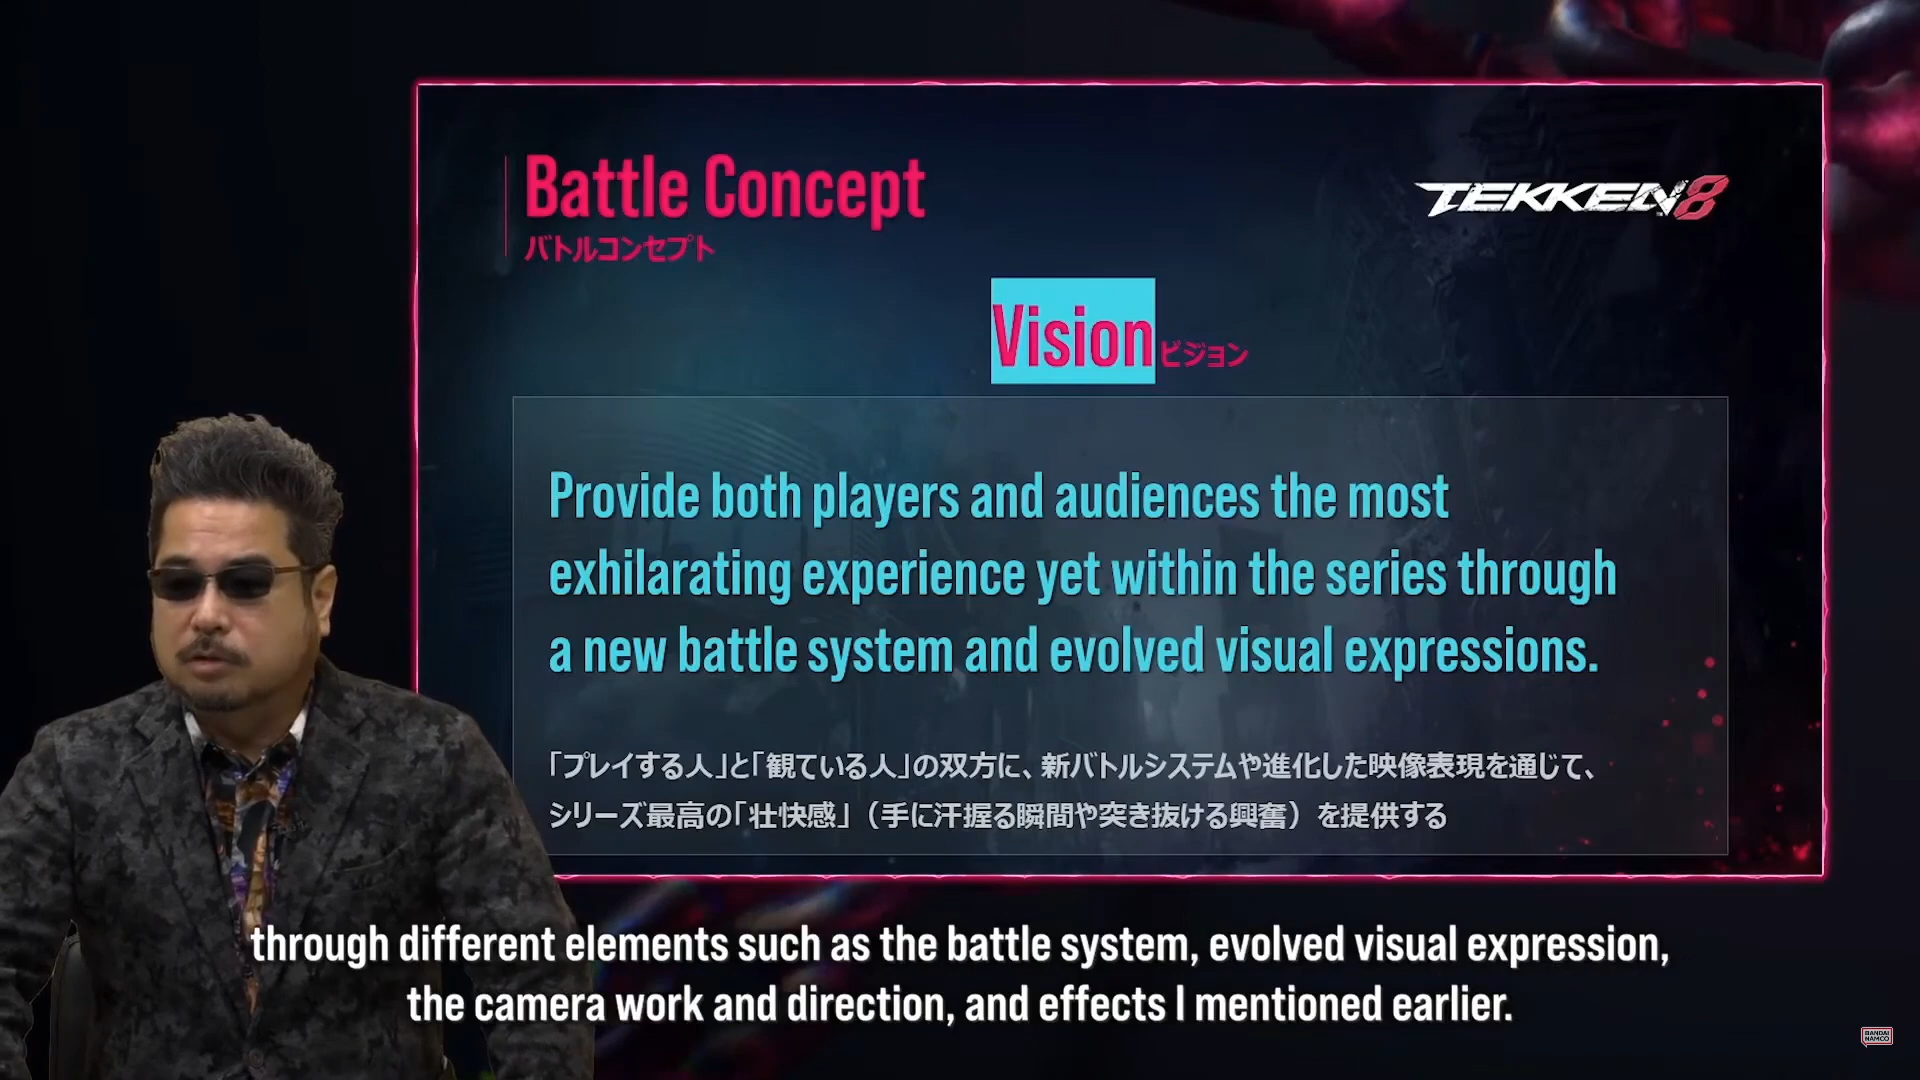 Battle Concept
バトルコンセプト
TEKKEN8
Vision ビジョン
Provide both players and audiences the most
exhilarating experience yet within the series through
a new battle system and evolved visual expressions.
「プレイする人」と「観ている人」の双方に、新バトルシステムや進化した映像表現を通じて、
シリーズ最高の「壮快感」（手に汗握る瞬間や突き抜ける興奮）を提供する
through different elements such as the battle system, evolved visual expression,
the camera work and direction, and effects I mentioned earlier.
BANDAI
NAMCO